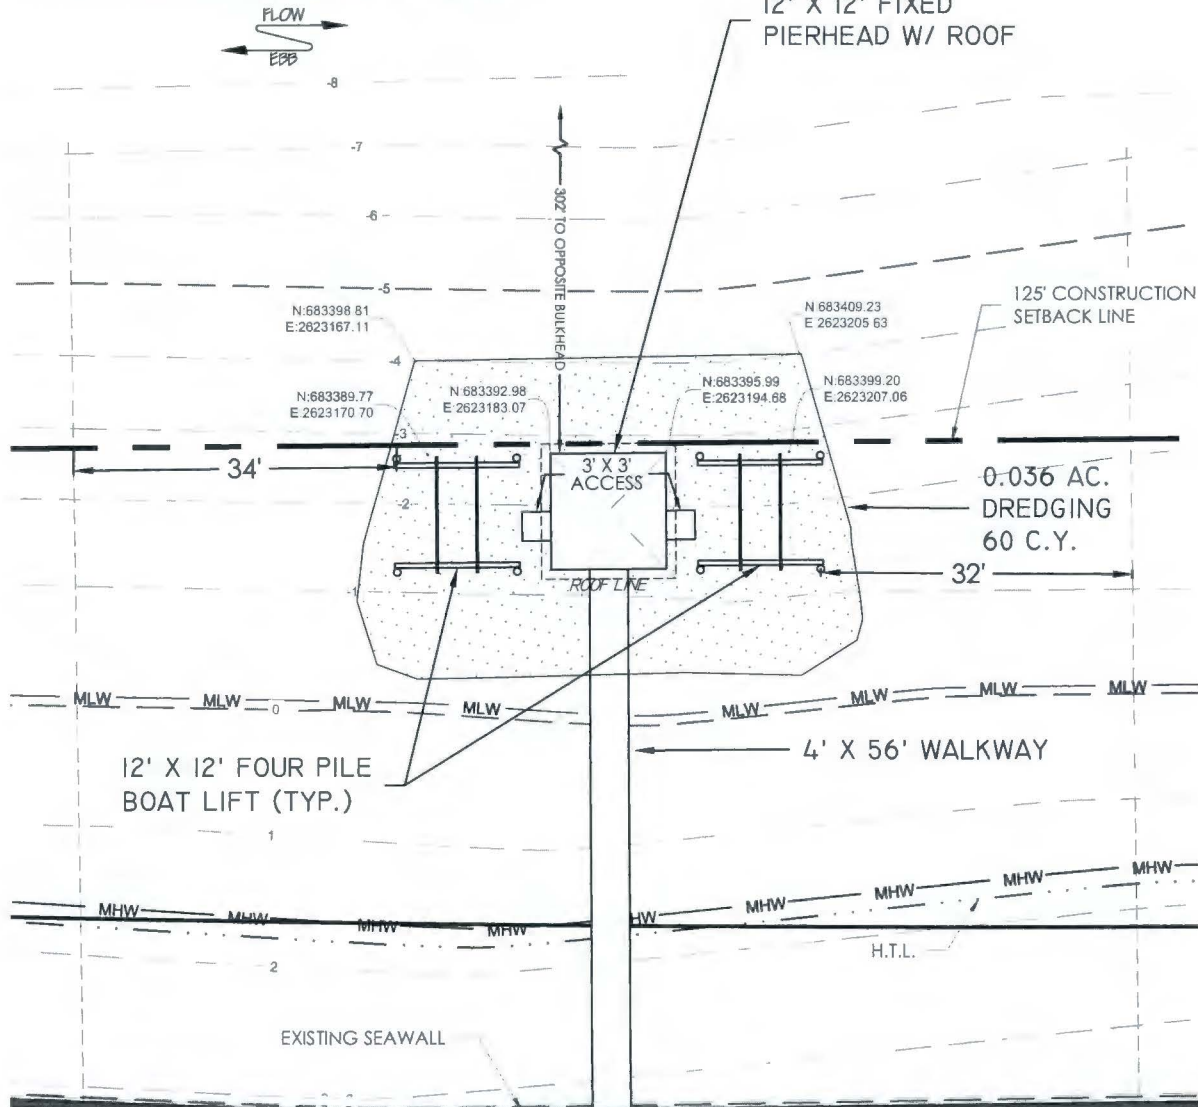 12' X 12' FIXED
PIERHEAD W/ ROOF
FLOW
EBB
-8
-7
-6
-5
302' TO OPPOSITE BULKHEAD
N:683398 81
E:2623167.11
N 683409.23
E 2623205 63
125' CONSTRUCTION
SETBACK LINE
-4
N:683389.77
E 2623170 70
N:683392.98
E:2623183.07
N:683395.99
E:2623194.68
N:683399.20
E:2623207.06
-3
34'
3' X 3'
ACCESS
-2
0.036 AC.
DREDGING
60 C.Y.
32'
ROOF LINE
-1
MLW MLW MLW MLW MLW MLW MLW MLW
0
4' X 56' WALKWAY
12' X 12' FOUR PILE
BOAT LIFT (TYP.)
1
MHW MHW MHW MHW HW MHW MHW MHW MHW
H.T.L.
2
EXISTING SEAWALL